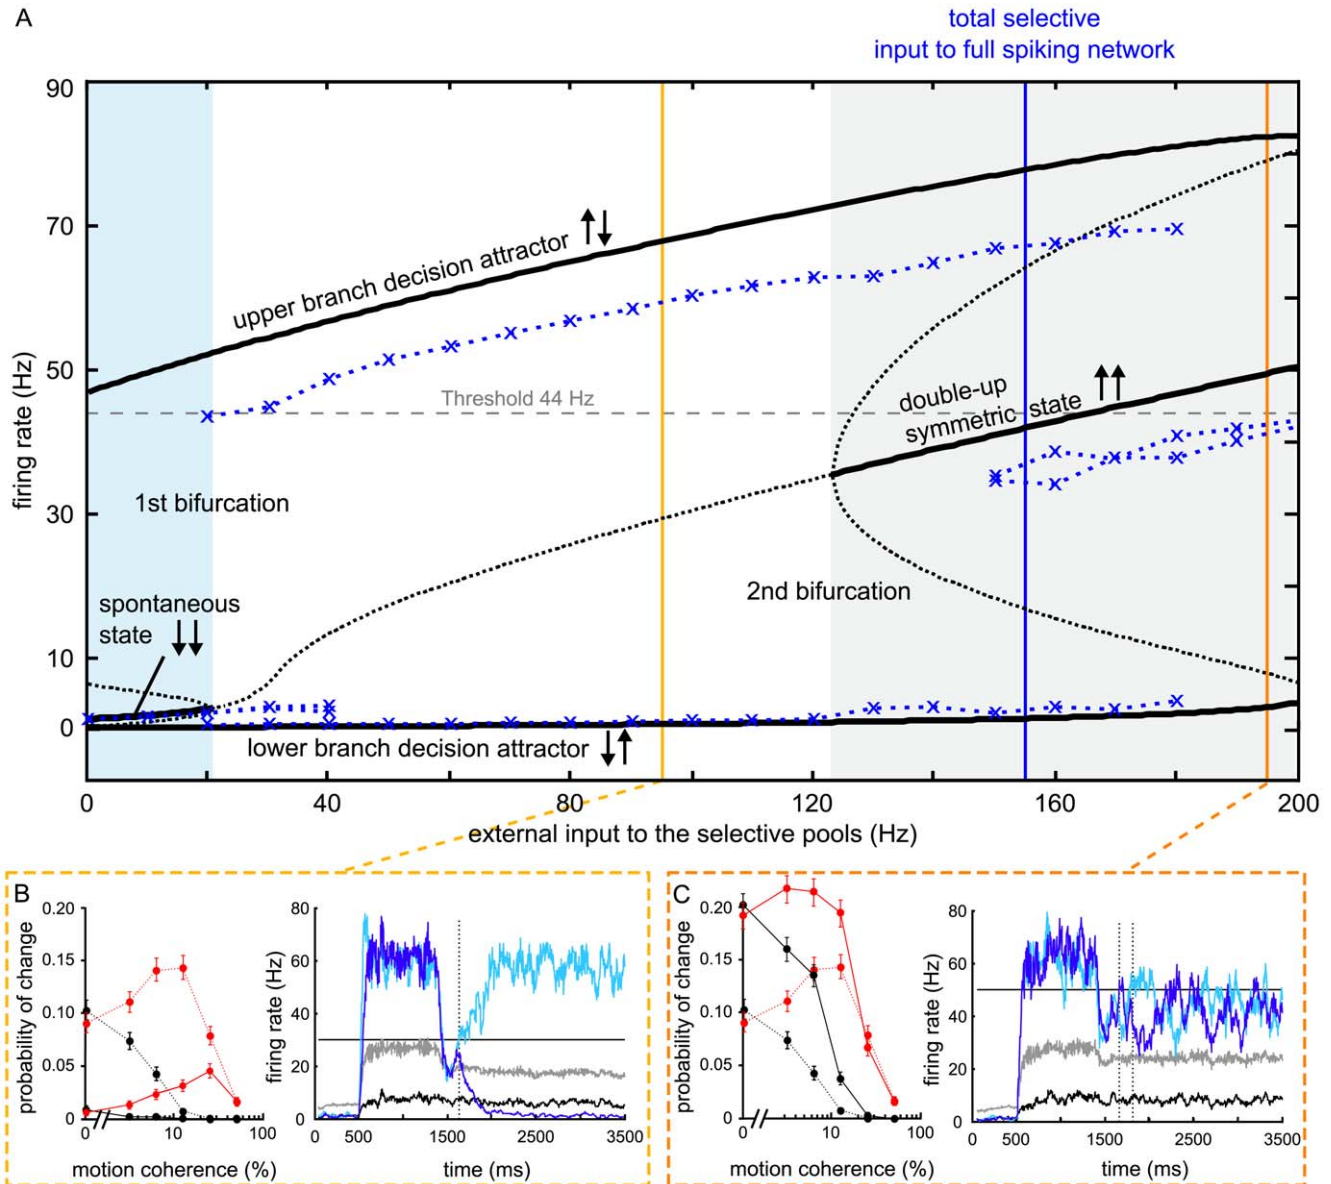 A
total selective
input to full spiking network
90
70
50
30
10
0
firing rate (Hz)
upper branch decision attractor
Threshold 44 Hz
double-up
symmetric state
1st bifurcation
2nd bifurcation
spontaneous
state
lower branch decision attractor
0 40 80 120 160 200
external input to the selective pools (Hz)
B
0.20
0.15
0.10
0.05
0
probability of change
0 10 100
motion coherence (%)
80
60
40
20
0
firing rate (Hz)
0 500 1500 2500 3500
time (ms)
C
0.20
0.15
0.10
0.05
0
probability of change
0 10 100
motion coherence (%)
80
60
40
20
0
firing rate (Hz)
0 500 1500 2500 3500
time (ms)